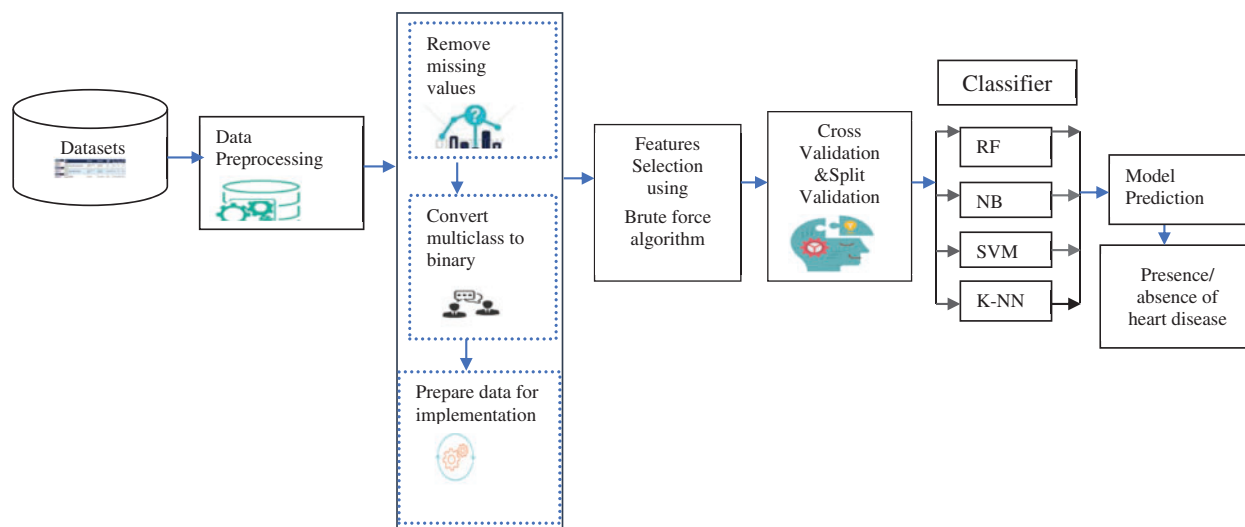 Datasets
Data
Preprocessing
Remove
missing
values
Convert
multiclass to
binary
Prepare data for
implementation
Features
Selection
using
Brute force
algorithm
Cross
Validation
&Split
Validation
Classifier
RF
NB
SVM
K-NN
Model
Prediction
Presence/
absence of
heart disease